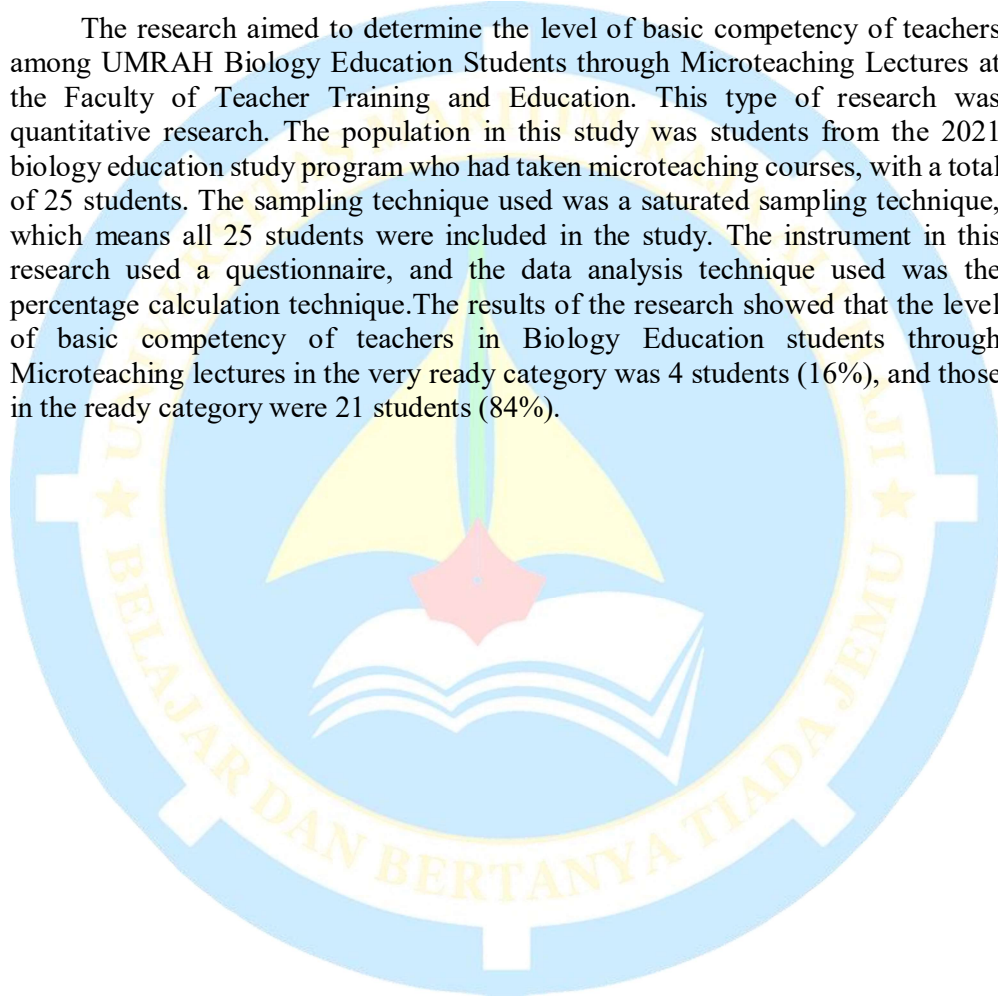 The research aimed to determine the level of basic competency of teachers
among UMRAH Biology Education Students through Microteaching Lectures at
the Faculty of Teacher Training and Education. This type of research was
quantitative research. The population in this study was students from the 2021
biology education study program who had taken microteaching courses, with a total
of 25 students. The sampling technique used was a saturated sampling technique,
which means all 25 students were included in the study. The instrument in this
research used a questionnaire, and the data analysis technique used was the
percentage calculation technique.The results of the research showed that the level
of basic competency of teachers in Biology Education students through
Microteaching lectures in the very ready category was 4 students (16%), and those
in the ready category were 21 students (84%).
UNIVERSITAS MARITIM RAJA ALI HAJI
BELAJAR DAN BERTANYA TIADA JEMU